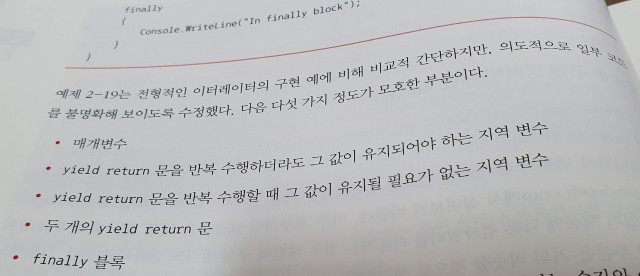 finally
{
Console.WriteLine("In finally block");
}
}
예제 2-19는 전형적인 이터레이터의 구현 예에 비해 비교적 간단하지만, 의도적으로 일부 코드
를 불명확해 보이도록 수정했다. 다음 다섯 가지 정도가 모호한 부분이다.
• 매개변수
• yield return 문을 반복 수행하더라도 그 값이 유지되어야 하는 지역 변수
• yield return 문을 반복 수행할 때 그 값이 유지될 필요가 없는 지역 변수
• 두 개의 yield return 문
• finally 블록